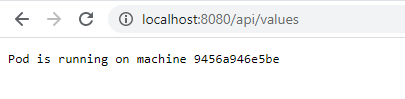 localhost:8080/api/values
Pod is running on machine 9456a946e5be